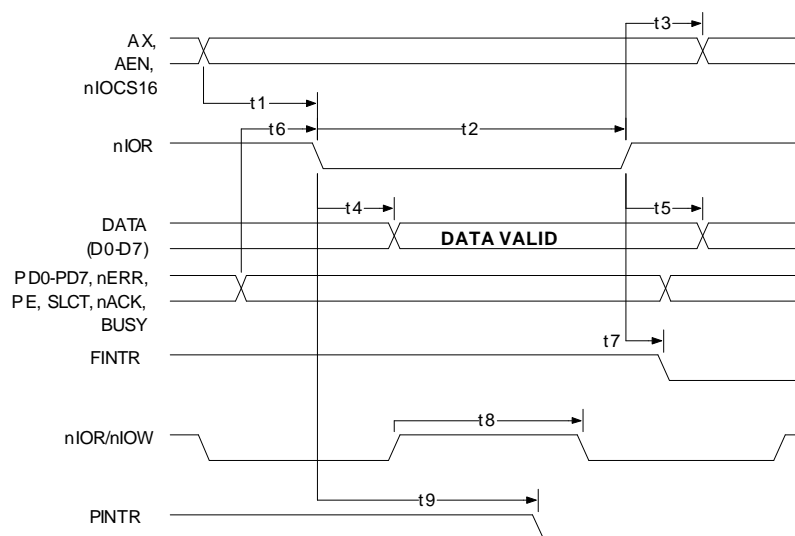 AX,
AEN,
nIOCS16
t3
t1
t6
t2
nIOR
t4
t5
DATA
(D0-D7)
DATA VALID
PD0-PD7, nERR,
PE, SLCT, nACK,
BUSY
t7
FINTR
t8
nIOR/nIOW
t9
PINTR